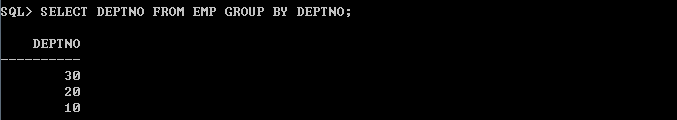 SQL> SELECT DEPTNO FROM EMP GROUP BY DEPTNO;
DEPTNO
----------
30
20
10